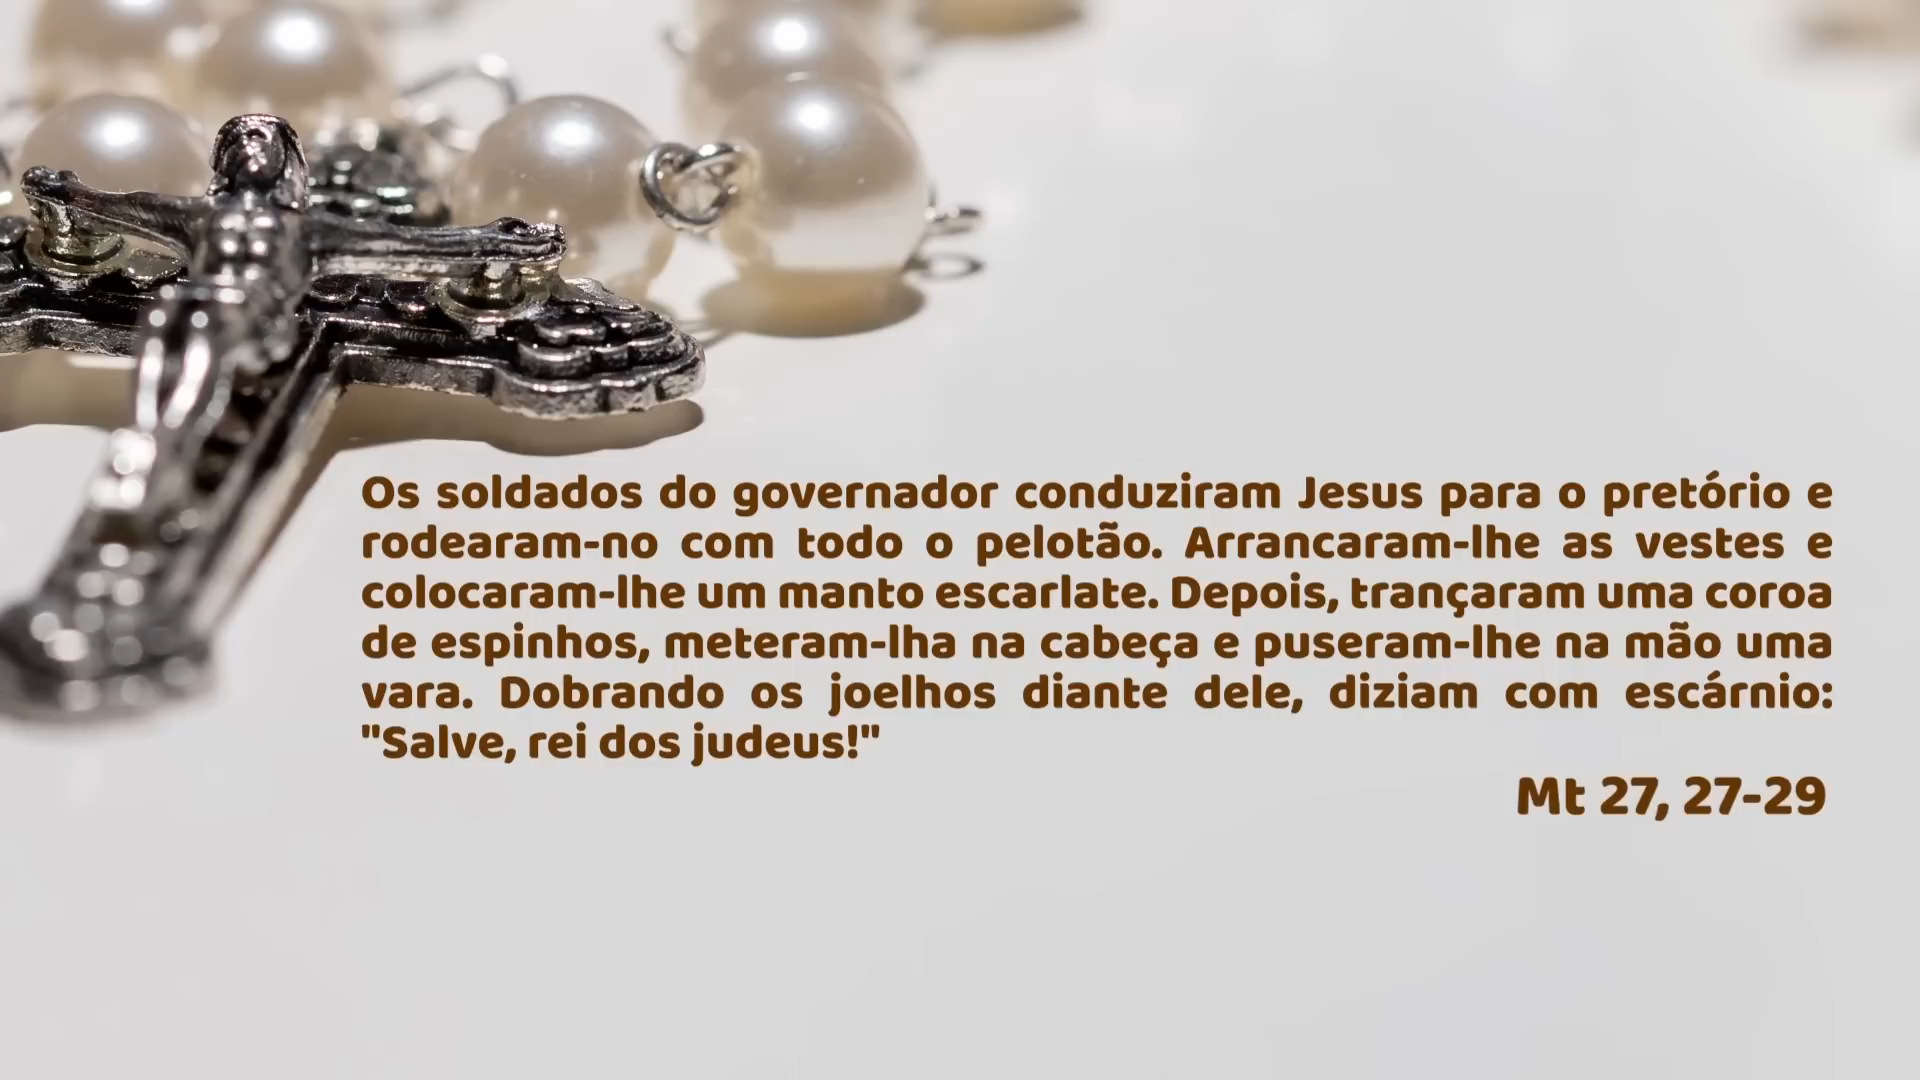 Os soldados do governador conduziram Jesus para o pretório e
rodearam-no com todo o pelotão. Arrancaram-lhe as vestes e
colocaram-lhe um manto escarlate. Depois, trançaram uma coroa
de espinhos, meteram-lha na cabeça e puseram-lhe na mão uma
vara. Dobrando os joelhos diante dele, diziam com escárnio:
"Salve, rei dos judeus!"
Mt 27, 27-29